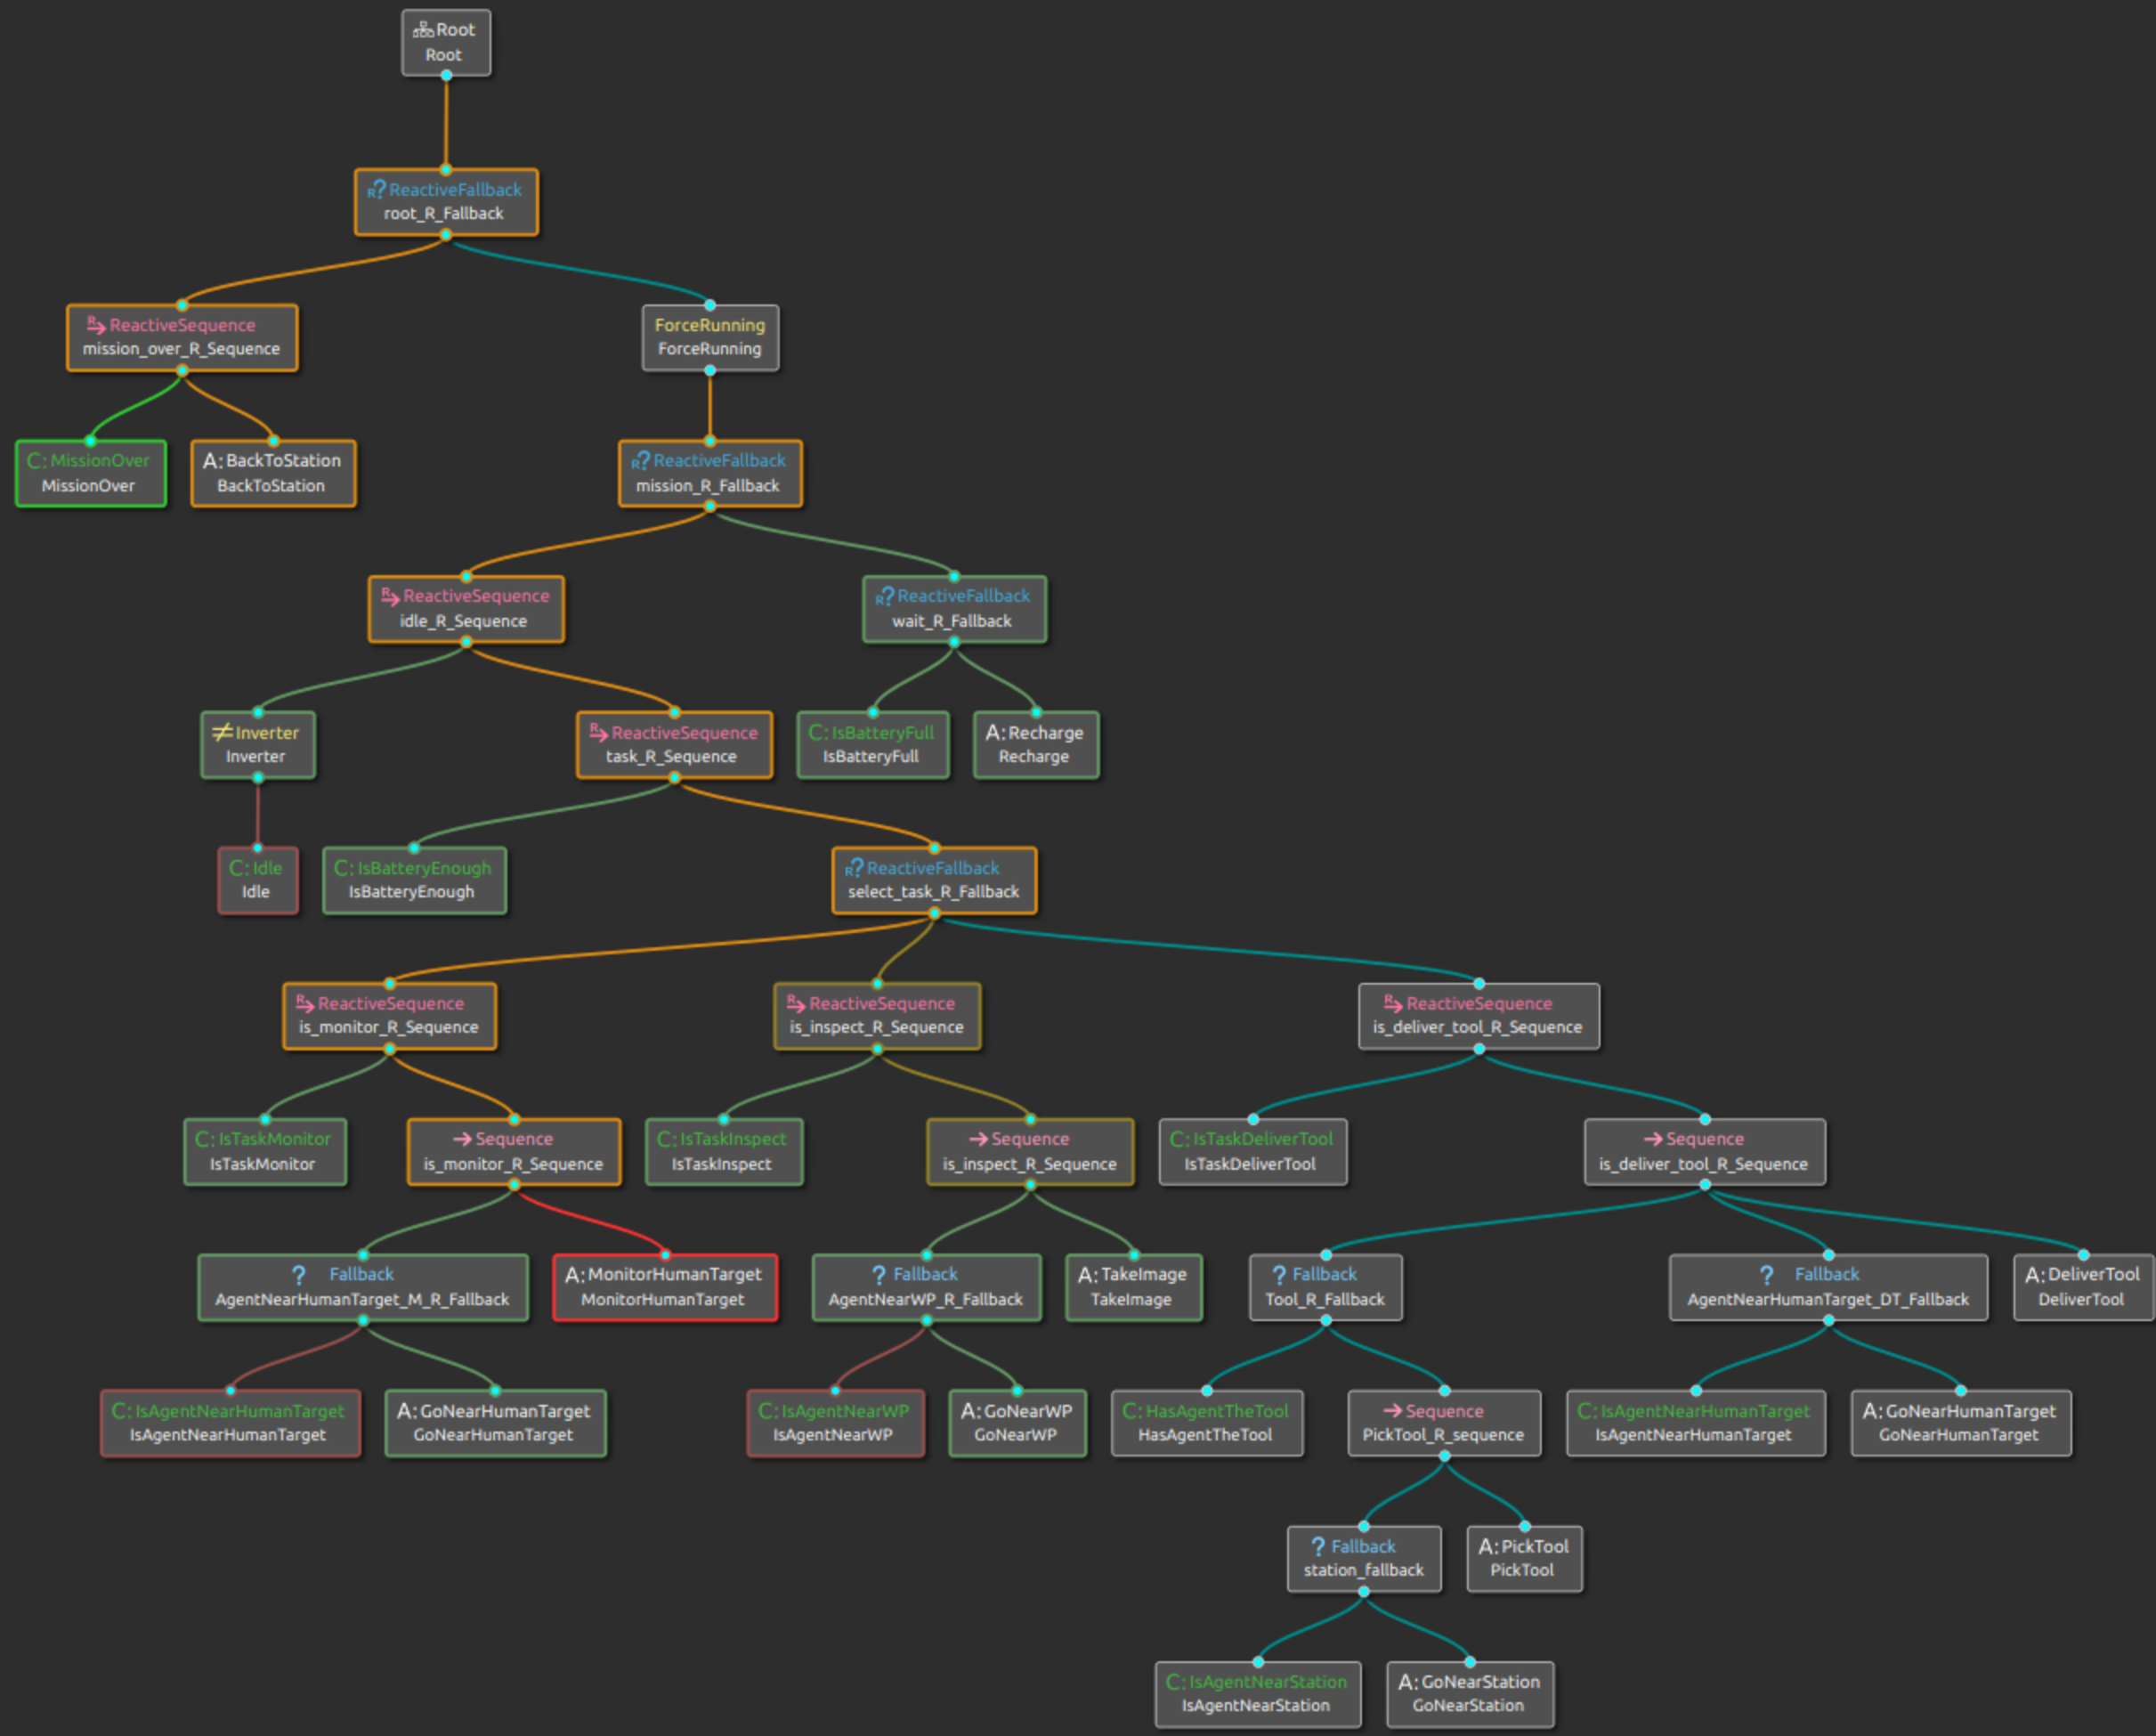 Root
Root
R?ReactiveFallback
root_R_Fallback
R ReactiveSequence
mission_over_R_Sequence
ForceRunning
ForceRunning
C:MissionOver
MissionOver
A:BackToStation
BackToStation
R?ReactiveFallback
mission_R_Fallback
R ReactiveSequence
idle_R_Sequence
R?ReactiveFallback
wait_R_Fallback
≠Inverter
Inverter
R ReactiveSequence
task_R_Sequence
C:IsBatteryFull
IsBatteryFull
A:Recharge
Recharge
C:Idle
Idle
C:IsBatteryEnough
IsBatteryEnough
R?ReactiveFallback
select_task_R_Fallback
R ReactiveSequence
is_monitor_R_Sequence
R ReactiveSequence
is_inspect_R_Sequence
R ReactiveSequence
is_deliver_tool_R_Sequence
C:IsTaskMonitor
IsTaskMonitor
→Sequence
is_monitor_R_Sequence
C:IsTaskInspect
IsTaskInspect
→Sequence
is_inspect_R_Sequence
C:IsTaskDeliverTool
IsTaskDeliverTool
→Sequence
is_deliver_tool_R_Sequence
? Fallback
AgentNearHumanTarget_M_R_Fallback
A:MonitorHumanTarget
MonitorHumanTarget
? Fallback
AgentNearWP_R_Fallback
A:TakeImage
TakeImage
? Fallback
Tool_R_Fallback
? Fallback
AgentNearHumanTarget_DT_Fallback
A:DeliverTool
DeliverTool
C:IsAgentNearHumanTarget
IsAgentNearHumanTarget
A:GoNearHumanTarget
GoNearHumanTarget
C:IsAgentNearWP
IsAgentNearWP
A:GoNearWP
GoNearWP
C:HasAgentTheTool
HasAgentTheTool
→Sequence
PickTool_R_sequence
C:IsAgentNearHumanTarget
IsAgentNearHumanTarget
A:GoNearHumanTarget
GoNearHumanTarget
? Fallback
station_fallback
A:PickTool
PickTool
C:IsAgentNearStation
IsAgentNearStation
A:GoNearStation
GoNearStation